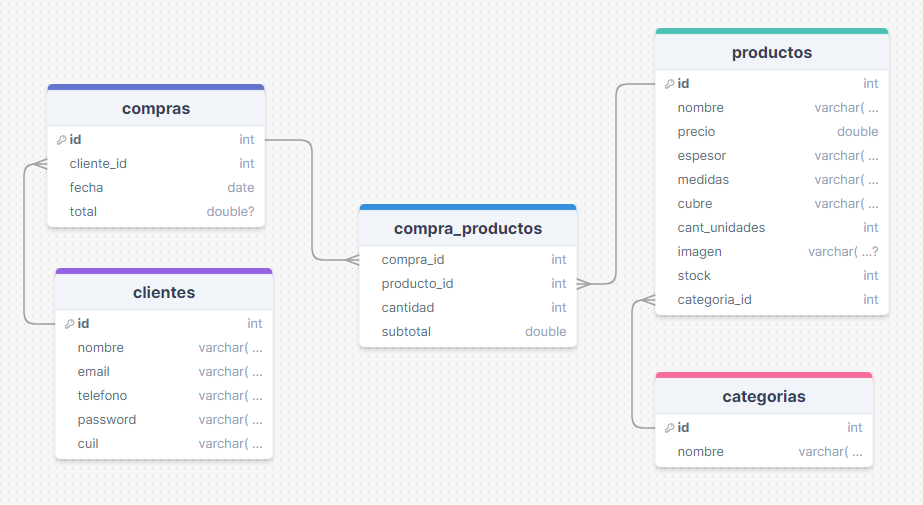 compras
id int
cliente_id int
fecha date
total double?
clientes
id int
nombre varchar( ...
email varchar( ...
telefono varchar( ...
password varchar( ...
cuil varchar( ...
compra_productos
compra_id int
producto_id int
cantidad int
subtotal double
productos
id int
nombre varchar( ...
precio double
espesor varchar( ...
medidas varchar( ...
cubre varchar( ...
cant_unidades int
imagen varchar( ...?
stock int
categoria_id int
categorias
id int
nombre varchar( ...